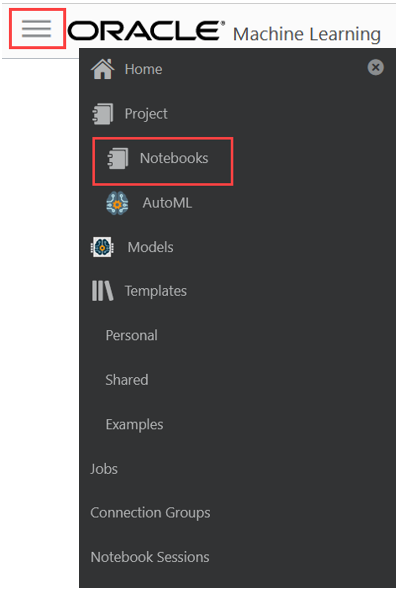 ORACLE® Machine Learning
Home
Project
Notebooks
AutoML
Models
Templates
Personal
Shared
Examples
Jobs
Connection Groups
Notebook Sessions